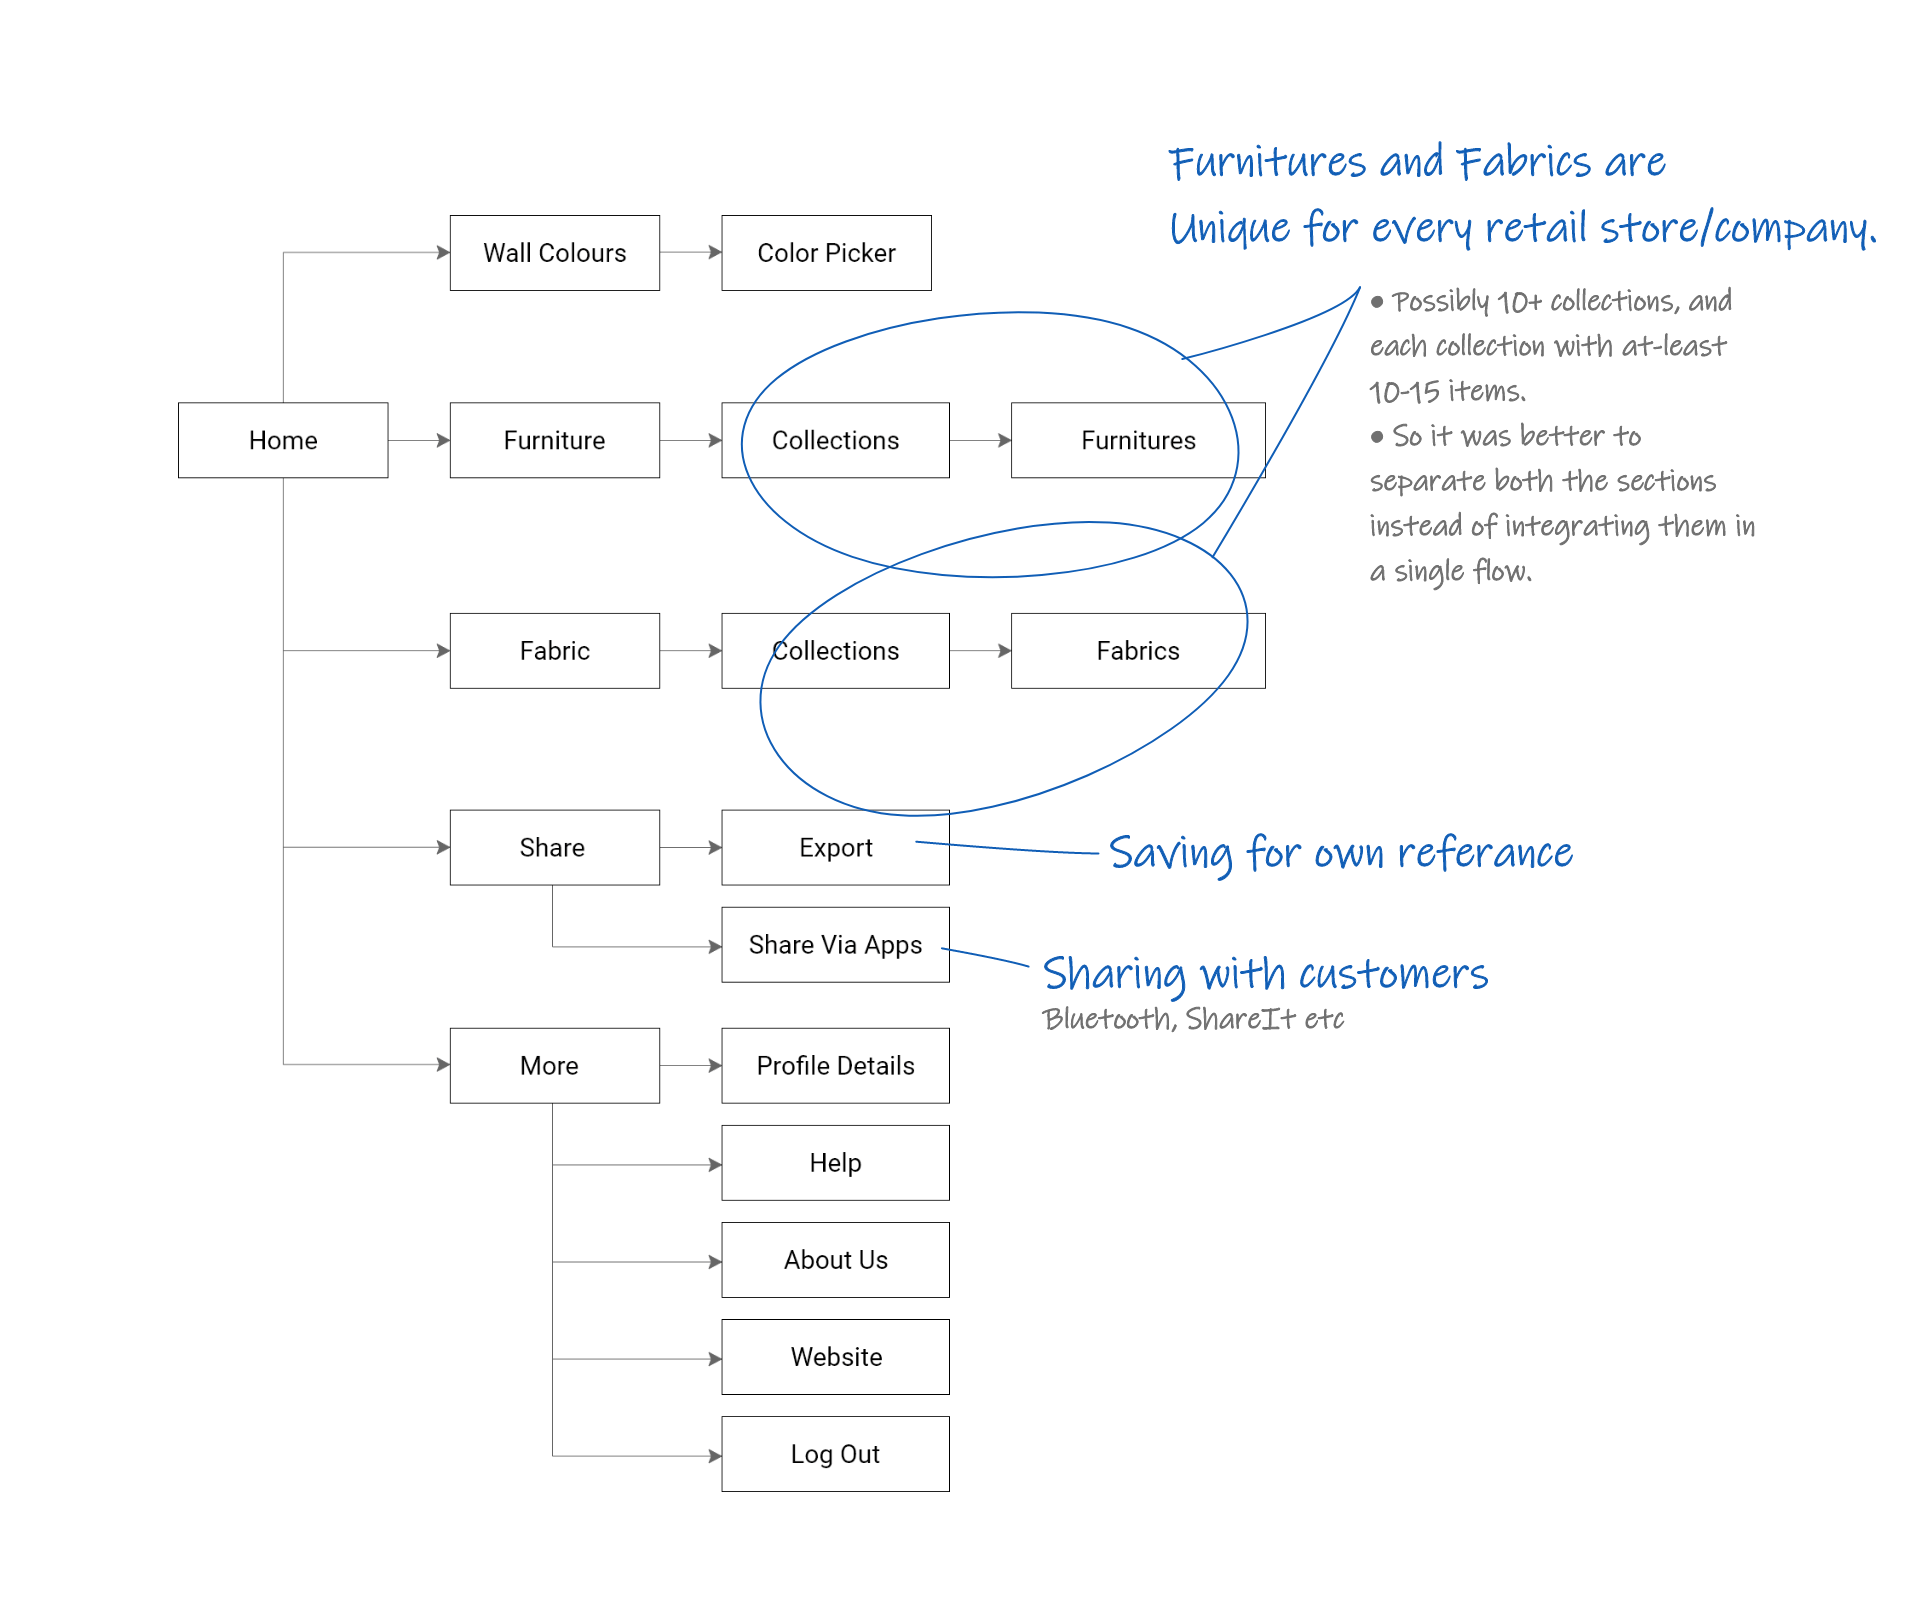 Furnitures and Fabrics are
Unique for every retail store/company.
Wall Colours
Color Picker
• Possibly 10+ collections, and
each collection with at-least
10-15 items.
• So it was better to
separate both the sections
instead of integrating them in
a single flow.
Home
Furniture
Collections
Furnitures
Fabric
Collections
Fabrics
Share
Export
Saving for own referance
Share Via Apps
Sharing with customers
Bluetooth, ShareIt etc
More
Profile Details
Help
About Us
Website
Log Out